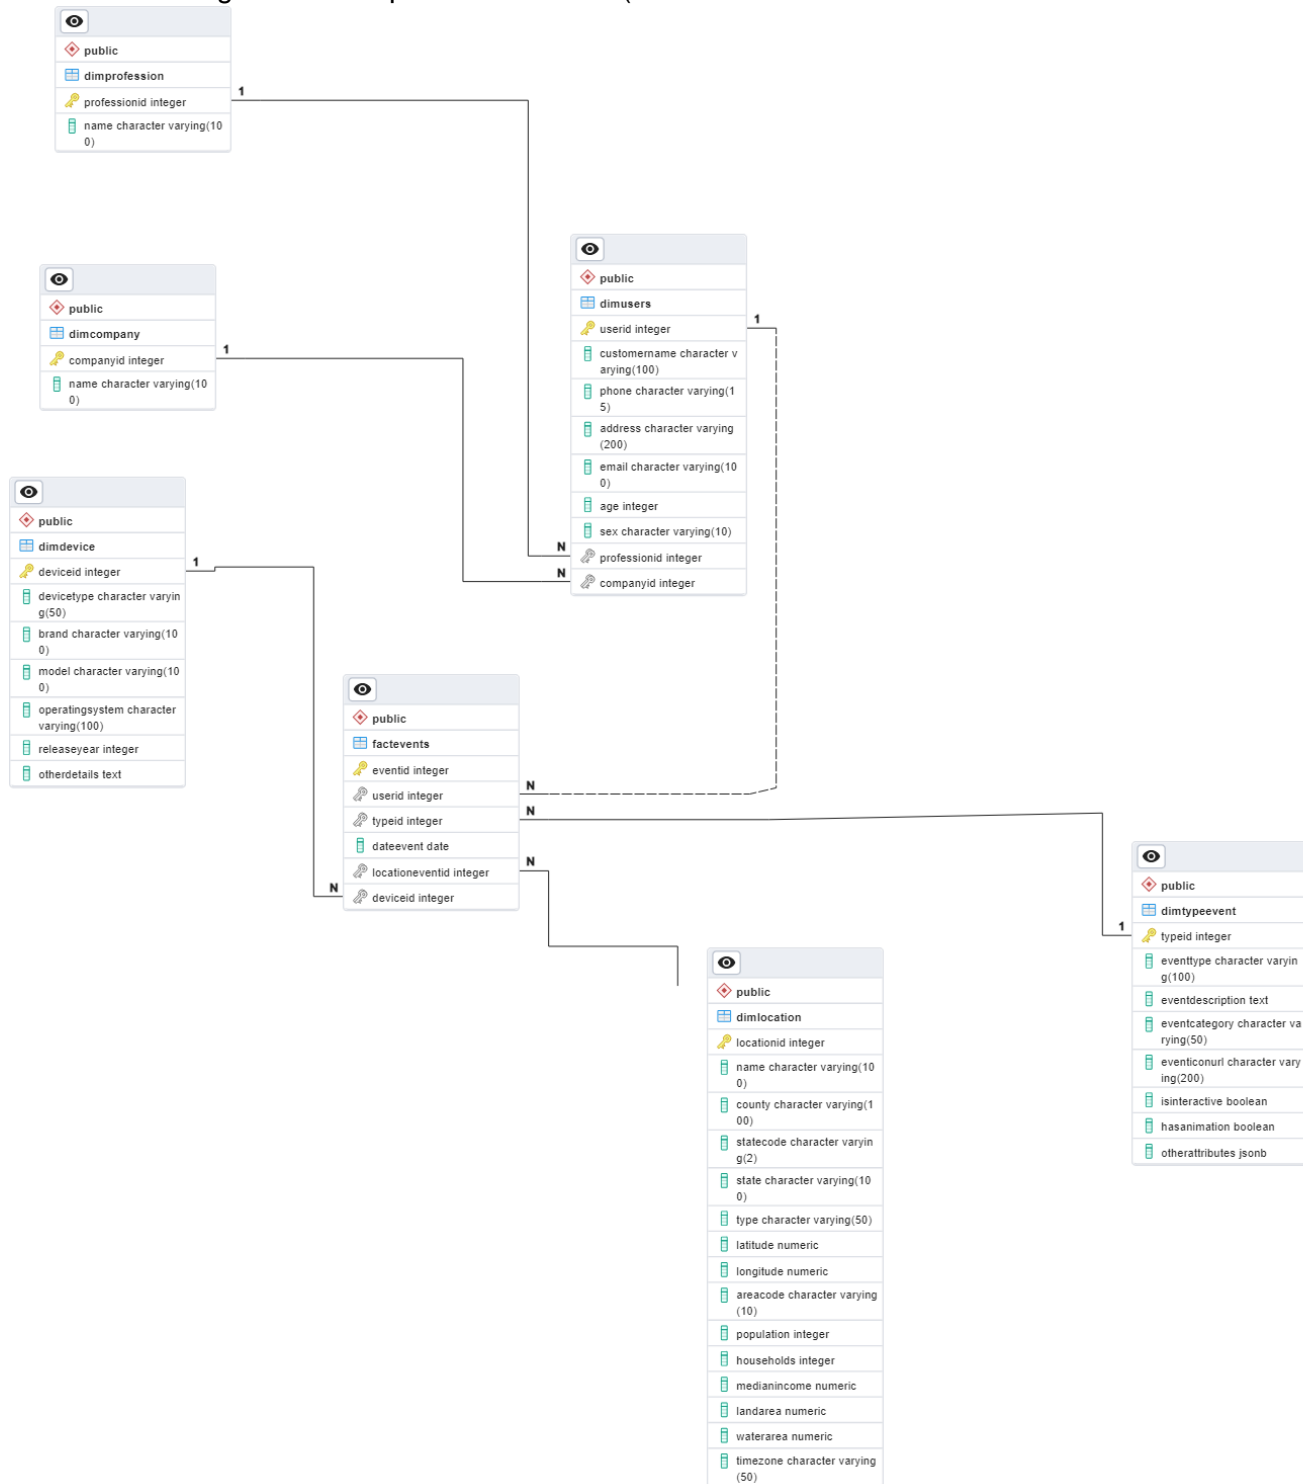 public
dimprofession
professionid integer
name character varying(10
0)
1
public
dimcompany
companyid integer
name character varying(10
0)
1
public
dimusers
userid integer
customername character v
arying(100)
phone character varying(1
5)
address character varying
(200)
email character varying(10
0)
age integer
sex character varying(10)
professionid integer
companyid integer
1
N
N
public
dimdevice
deviceid integer
devicetype character varyin
g(50)
brand character varying(10
0)
model character varying(10
0)
operatingsystem character
varying(100)
releaseyear integer
otherdetails text
1
public
factevents
eventid integer
userid integer
typeid integer
dateevent date
locationeventid integer
deviceid integer
N
N
N
N
public
dimtypeevent
typeid integer
eventtype character varyin
g(100)
eventdescription text
eventcategory character va
rying(50)
eventiconurl character vary
ing(200)
isinteractive boolean
hasanimation boolean
otherattributes jsonb
1
public
dimlocation
locationid integer
name character varying(10
0)
county character varying(1
00)
statecode character varyin
g(2)
state character varying(10
0)
type character varying(50)
latitude numeric
longitude numeric
areacode character varying
(10)
population integer
households integer
medianincome numeric
landarea numeric
waterarea numeric
timezone character varying
(50)